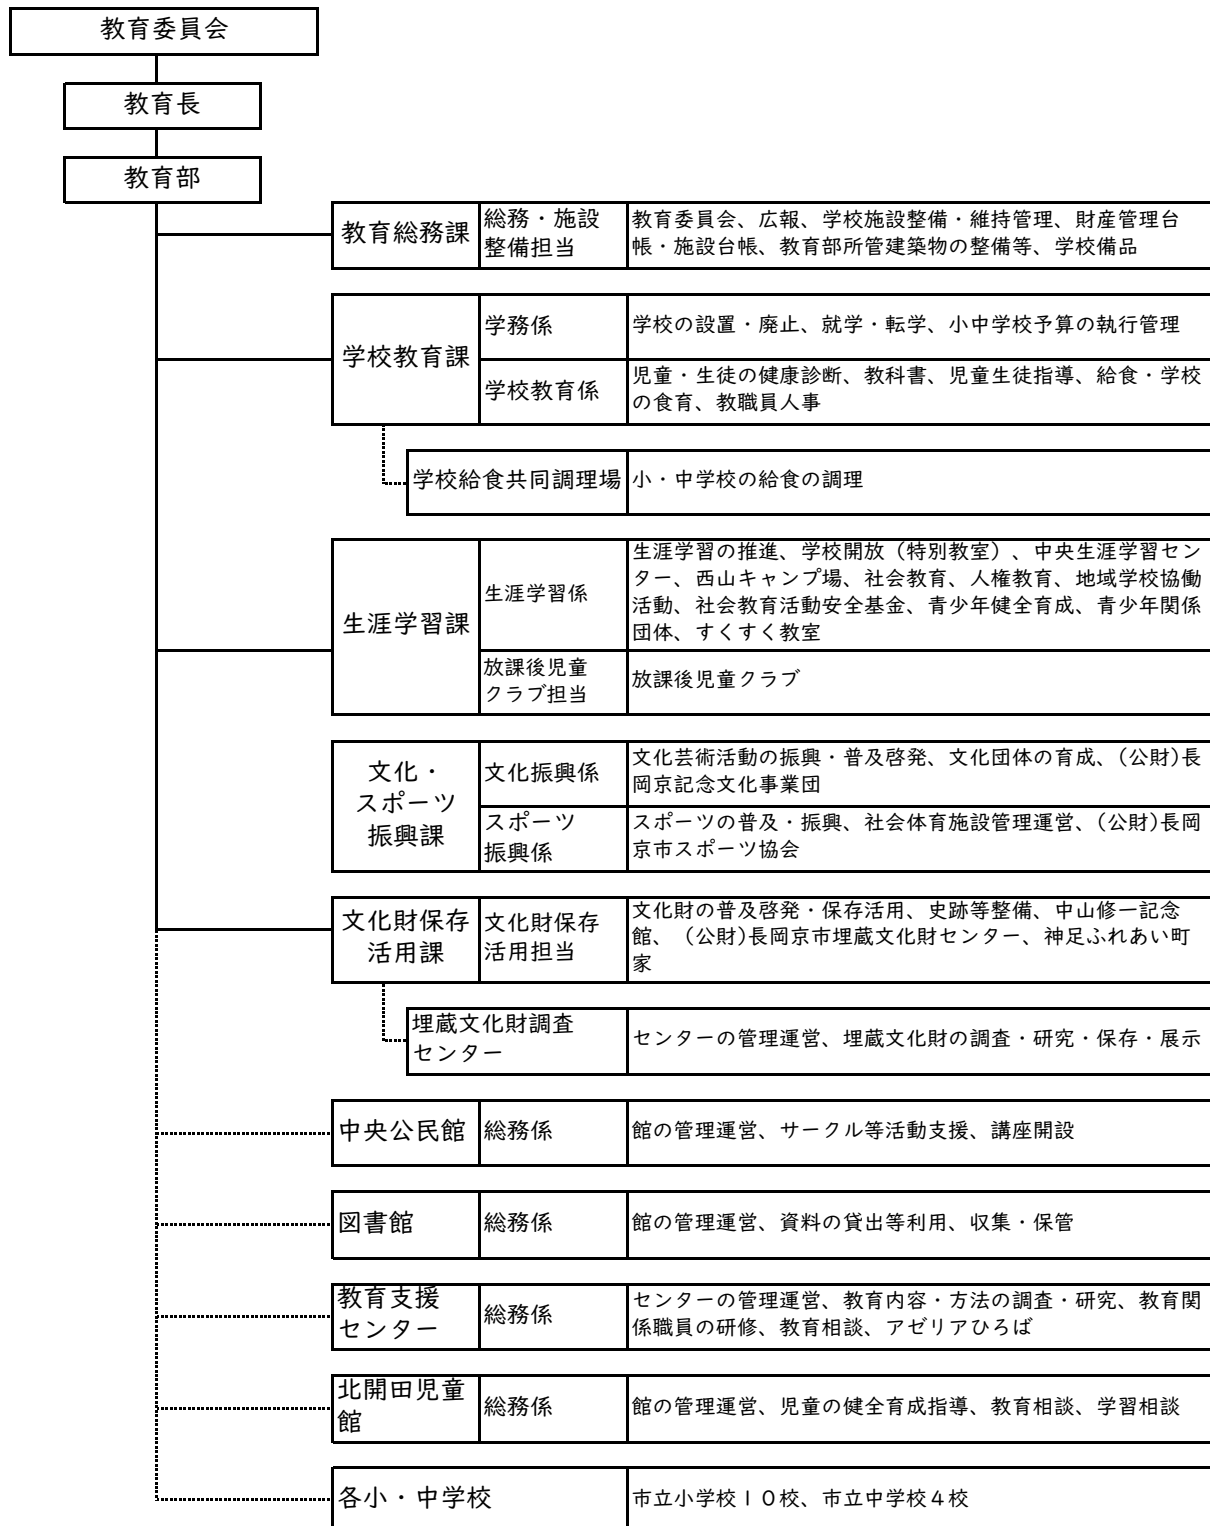 教育委員会
教育長
教育部
教育総務課
総務・施設
整備担当
教育委員会、広報、学校施設整備・維持管理、財産管理台
帳・施設台帳、教育部所管建築物の整備等、学校備品
学校教育課
学務係
学校の設置・廃止、就学・転学、小中学校予算の執行管理
学校教育係
児童・生徒の健康診断、教科書、児童生徒指導、給食・学校
の食育、教職員人事
学校給食共同調理場
小・中学校の給食の調理
生涯学習課
生涯学習係
生涯学習の推進、学校開放（特別教室）、中央生涯学習セン
ター、西山キャンプ場、社会教育、人権教育、地域学校協働
活動、社会教育活動安全基金、青少年健全育成、青少年関係
団体、すくすく教室
放課後児童
クラブ担当
放課後児童クラブ
文化・
スポーツ
振興課
文化振興係
文化芸術活動の振興・普及啓発、文化団体の育成、(公財)長
岡京記念文化事業団
スポーツ
振興係
スポーツの普及・振興、社会体育施設管理運営、(公財)長岡
京市スポーツ協会
文化財保存
活用課
文化財保存
活用担当
文化財の普及啓発・保存活用、史跡等整備、中山修一記念
館、（公財)長岡京市埋蔵文化財センター、神足ふれあい町
家
埋蔵文化財調査
センター
センターの管理運営、埋蔵文化財の調査・研究・保存・展示
中央公民館
総務係
館の管理運営、サークル等活動支援、講座開設
図書館
総務係
館の管理運営、資料の貸出等利用、収集・保管
教育支援
センター
総務係
センターの管理運営、教育内容・方法の調査・研究、教育関
係職員の研修、教育相談、アゼリアひろば
北開田児童
館
総務係
館の管理運営、児童の健全育成指導、教育相談、学習相談
各小・中学校
市立小学校１０校、市立中学校４校